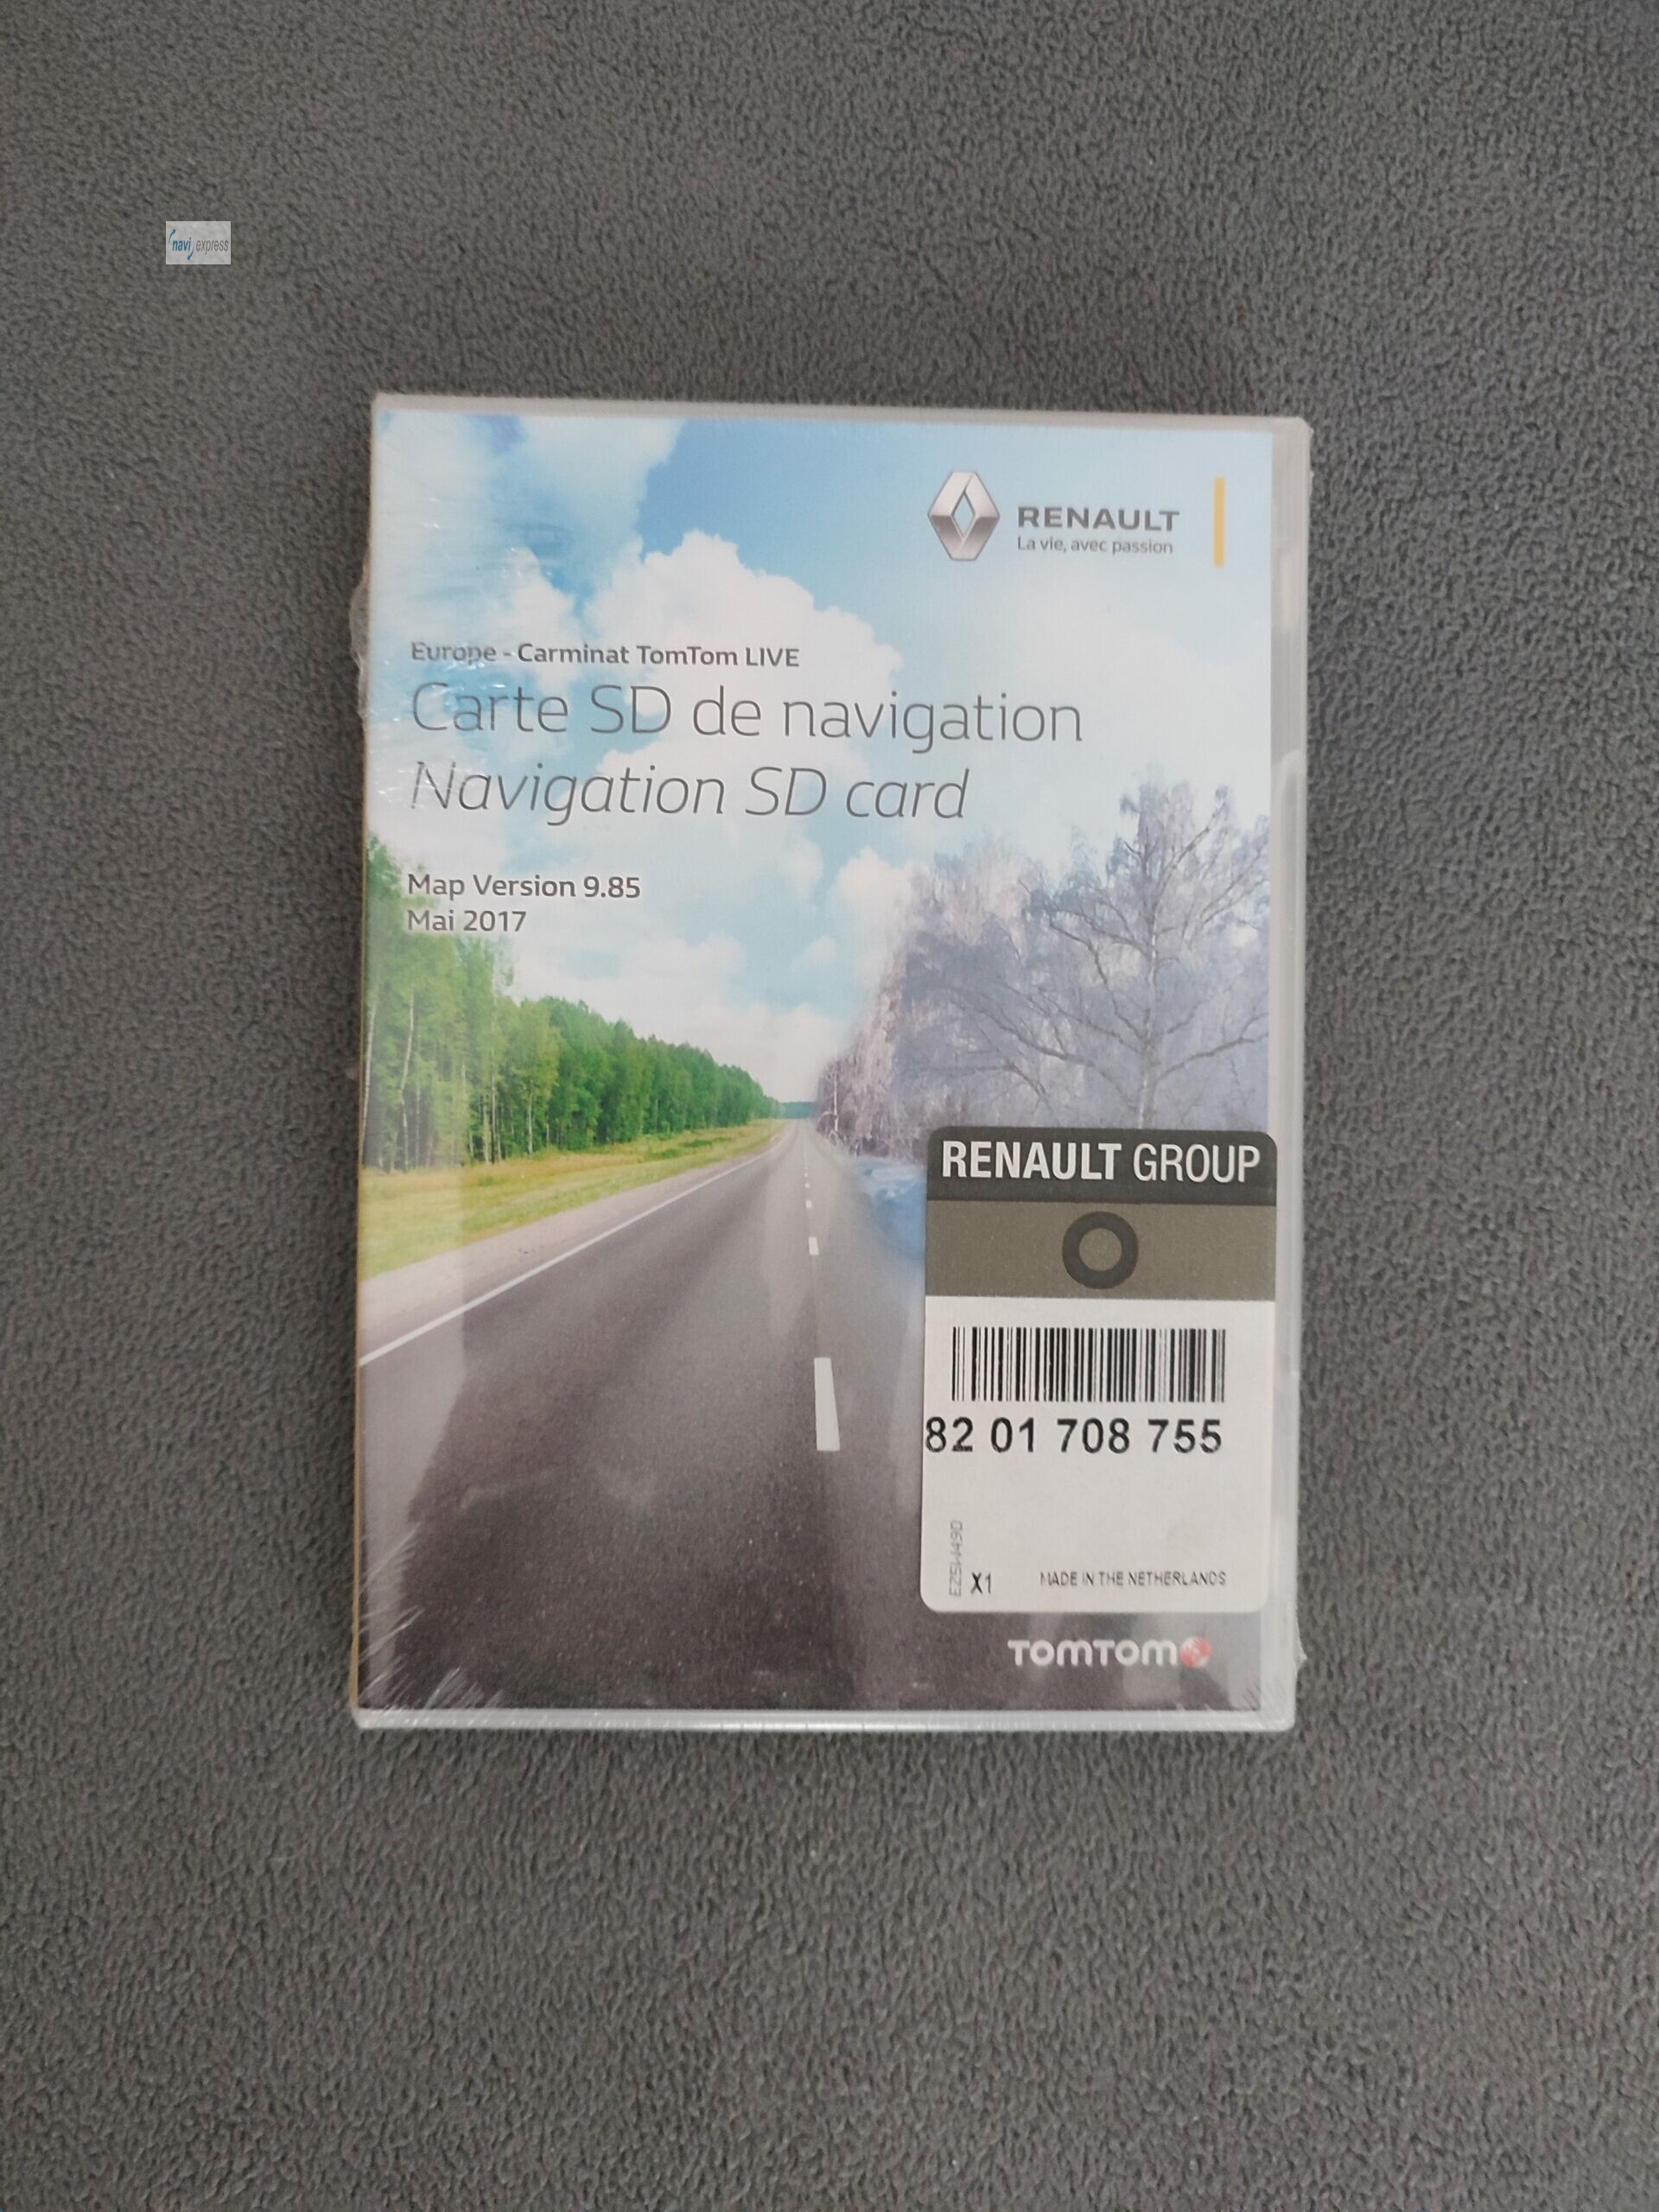 navi express
RENAULT
La vie, avec passion
Europe - Carminat TomTom LIVE
Carte SD de navigation
Navigation SD card
Map Version 9.85
Mai 2017
RENAULT GROUP
82 01 708 755
X1
MADE IN THE NETHERLANDS
TOMTOM